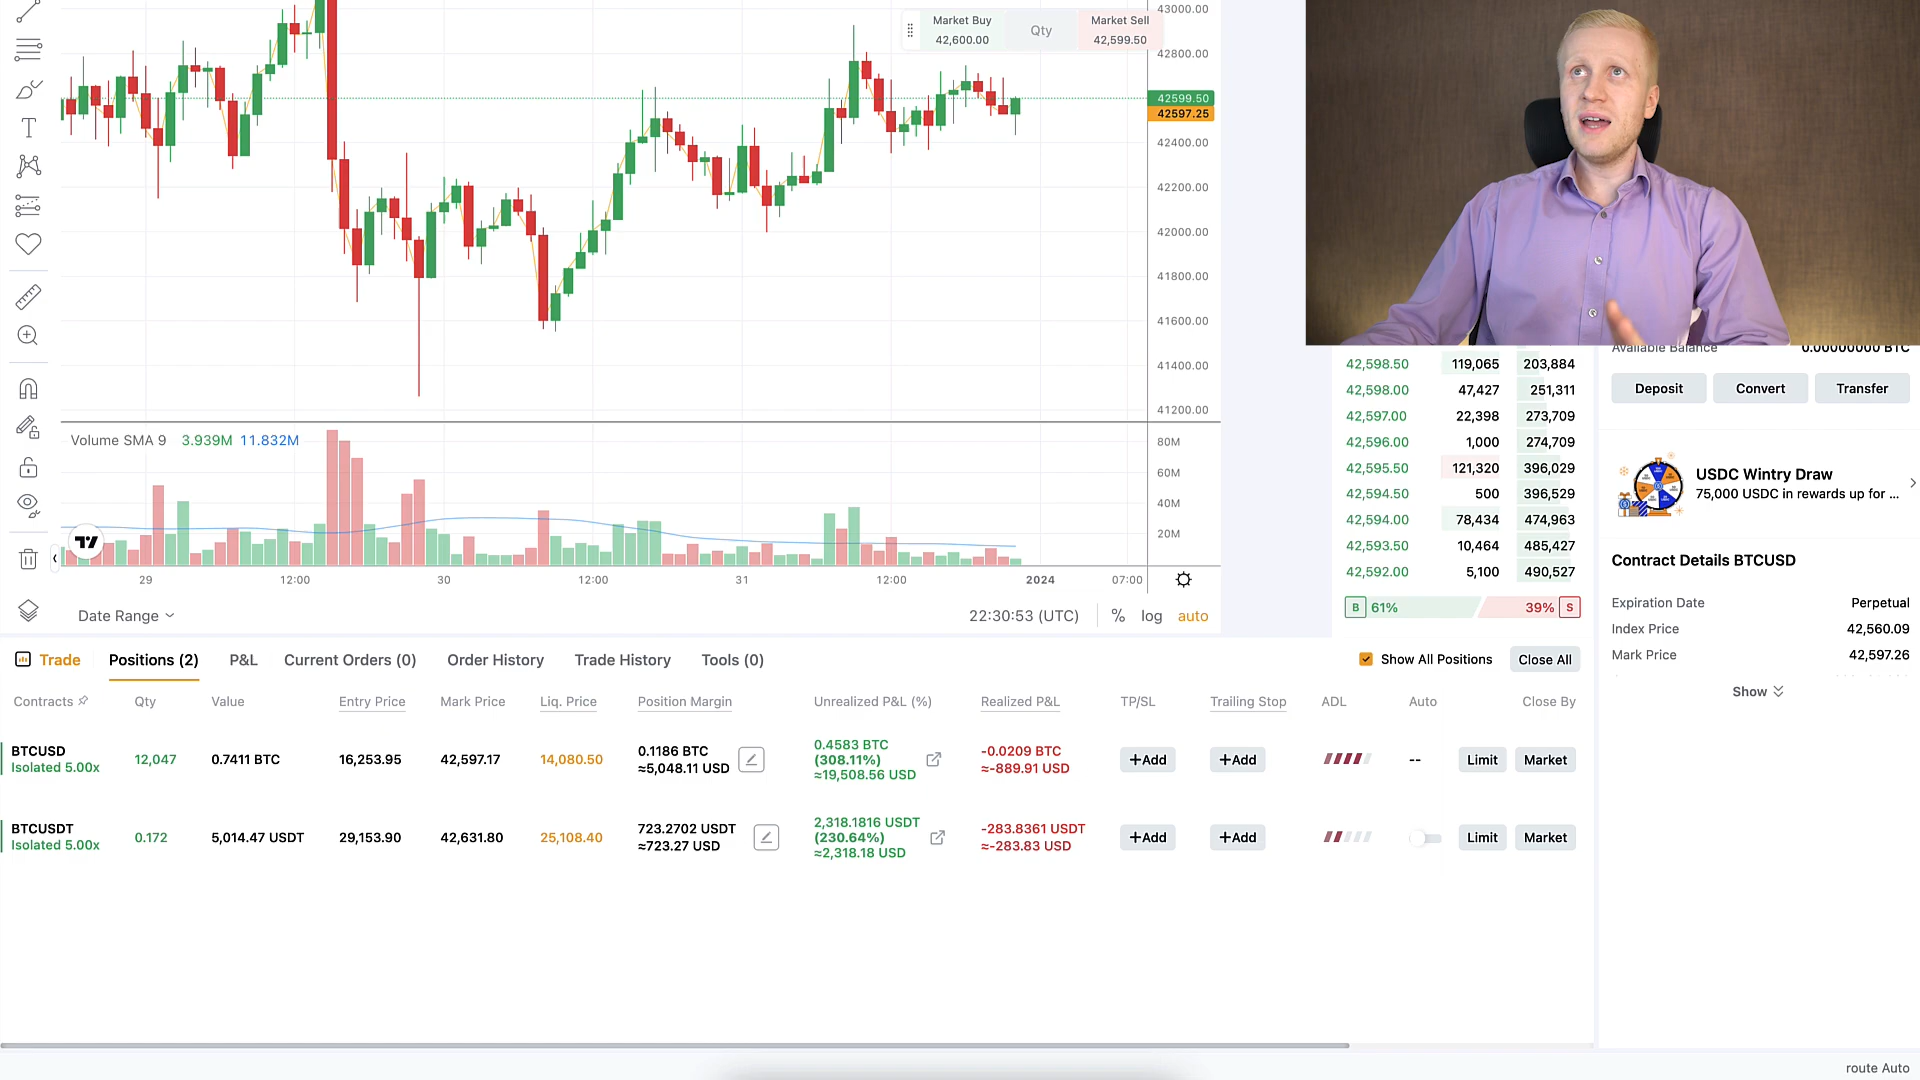 43000.00
Market Buy
42,600.00
Qty
Market Sell
42,599.50
42800.00
42599.50
42597.25
42400.00
42200.00
42000.00
41800.00
41600.00
41400.00
41200.00
Volume SMA 9 3.939M 11.832M
80M
60M
40M
20M
29 12:00 30 12:00 31 12:00 2024 07:00
Date Range
22:30:53 (UTC) % log auto
42,598.50 119,065 203,884
42,598.00 47,427 251,311
42,597.00 22,398 273,709
42,596.00 1,000 274,709
42,595.50 121,320 396,029
42,594.50 500 396,529
42,594.00 78,434 474,963
42,593.50 10,464 485,427
42,592.00 5,100 490,527
B 61% 39% S
Available Balance 0.00000000 BTC
Deposit Convert Transfer
USDC Wintry Draw
75,000 USDC in rewards up for ...
Contract Details BTCUSD
Expiration Date Perpetual
Index Price 42,560.09
Mark Price 42,597.26
Show
Trade Positions (2) P&L Current Orders (0) Order History Trade History Tools (0) Show All Positions Close All
Contracts Qty Value Entry Price Mark Price Liq. Price Position Margin Unrealized P&L (%) Realized P&L TP/SL Trailing Stop ADL Auto Close By
BTCUSD
Isolated 5.00x
12,047 0.7411 BTC 16,253.95 42,597.17 14,080.50
0.1186 BTC
≈5,048.11 USD
0.4583 BTC
(308.11%)
≈19,508.56 USD
-0.0209 BTC
≈-889.91 USD
+Add +Add -- Limit Market
BTCUSDT
Isolated 5.00x
0.172 5,014.47 USDT 29,153.90 42,631.80 25,108.40
723.2702 USDT
≈723.27 USD
2,318.1816 USDT
(230.64%)
≈2,318.18 USD
-283.8361 USDT
≈-283.83 USD
+Add +Add Limit Market
route Auto